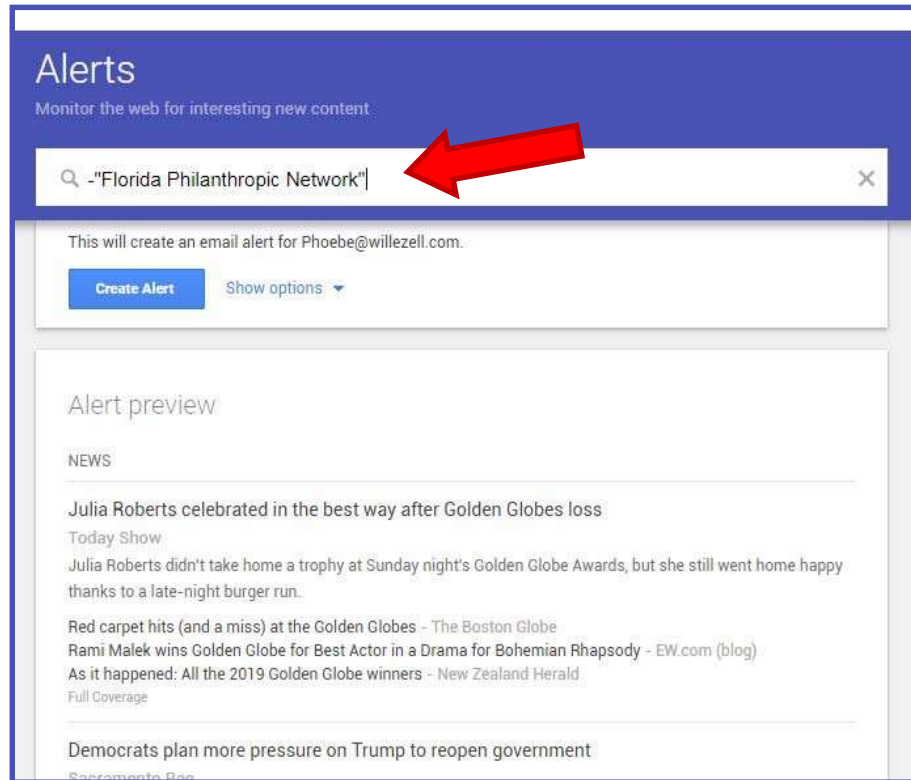 Alerts
Monitor the web for interesting new content
-"Florida Philanthropic Network"
This will create an email alert for Phoebe@willezell.com.
Create Alert Show options
Alert preview
NEWS
Julia Roberts celebrated in the best way after Golden Globes loss
Today Show
Julia Roberts didn't take home a trophy at Sunday night's Golden Globe Awards, but she still went home happy
thanks to a late-night burger run.
Red carpet hits (and a miss) at the Golden Globes - The Boston Globe
Rami Malek wins Golden Globe for Best Actor in a Drama for Bohemian Rhapsody - EW.com (blog)
As it happened: All the 2019 Golden Globe winners - New Zealand Herald
Full Coverage
Democrats plan more pressure on Trump to reopen government
Sacramento Bee